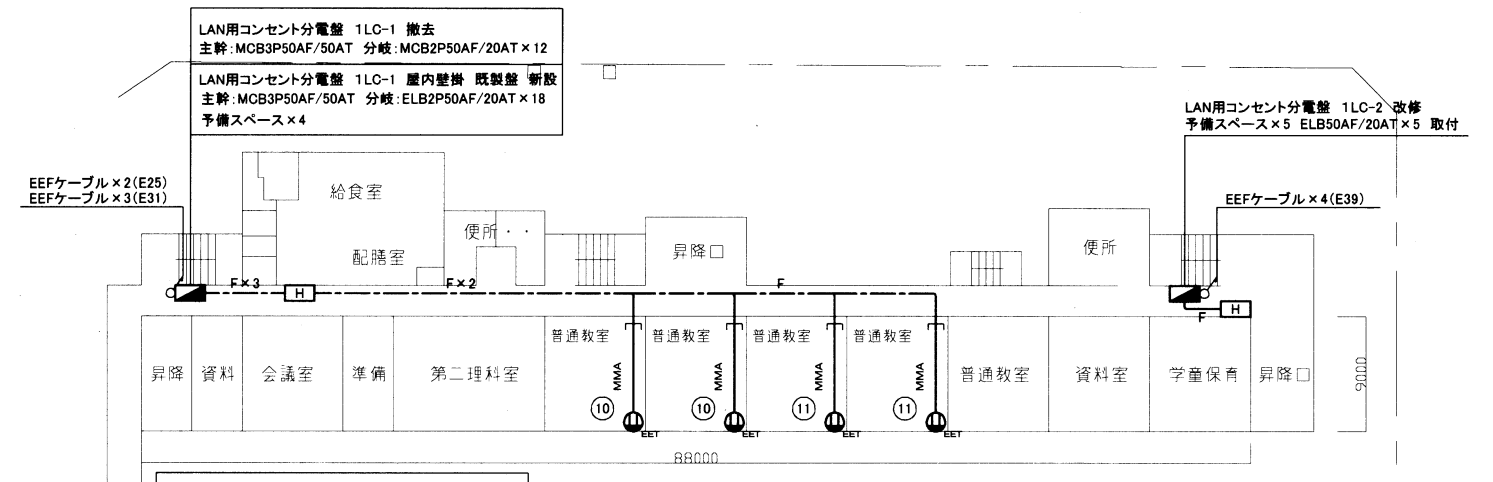 LAN用コンセント分電盤 1LC-1 撤去
主幹:MCB3P50AF/50AT 分岐:MCB2P50AF/20AT×12
LAN用コンセント分電盤 1LC-1 屋内壁掛 既製盤 新設
主幹:MCB3P50AF/50AT 分岐:ELB2P50AF/20AT×18
予備スペース×4
LAN用コンセント分電盤 1LC-2 改修
予備スペース×5 ELB50AF/20AT×5 取付
EEFケーブル×2(E25)
EEFケーブル×3(E31)
EEFケーブル×4(E39)
給食室
配膳室
便所・・
昇降口
便所
F×3
H
F×2
F
H
F
普通教室
普通教室
普通教室
普通教室
昇降
資料
会議室
準備
第二理科室
MMA
MMA
MMA
MMA
普通教室
資料室
学童保育
昇降口
9000
10
10
11
11
EET
EET
EET
EET
88000